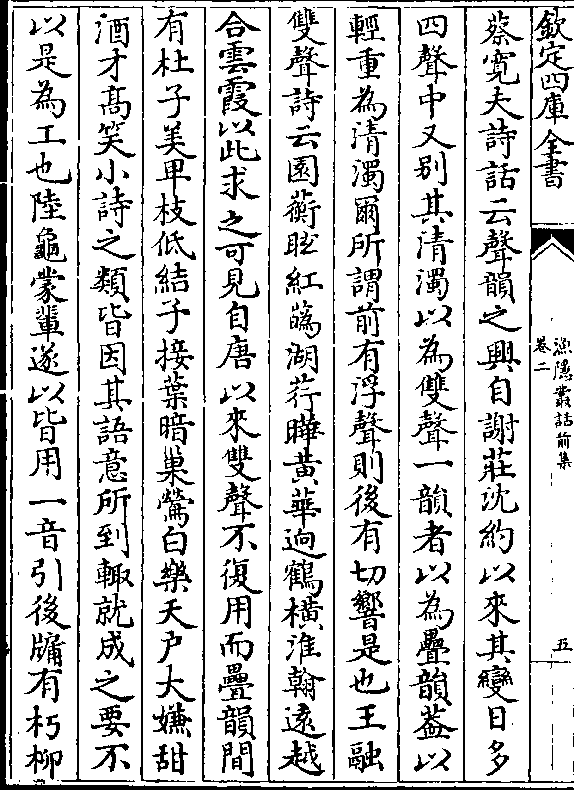 欽定四庫全書
漁隱叢話前集
卷二
五
蔡寛夫詩話云聲韻之興自謝莊沈約以來其變日多
四聲中又别其清濁以為雙聲一韻者以為疊韻葢以
輕重為清濁爾所謂前有浮聲則後有切響是也王融
雙聲詩云園蘅眩紅蘤湖荇曄黄華逈鶴橫淮翰遠越
合雲霞以此求之可見自唐以來雙聲不復用而疊韻間
有杜子美卑枝低結子接葉暗巢鶯白樂天户大嫌甜
酒才髙笑小詩之類皆因其語意所到輙就成之要不
以是為工也陸龜蒙輩遂以皆用一音引後牖有朽柳